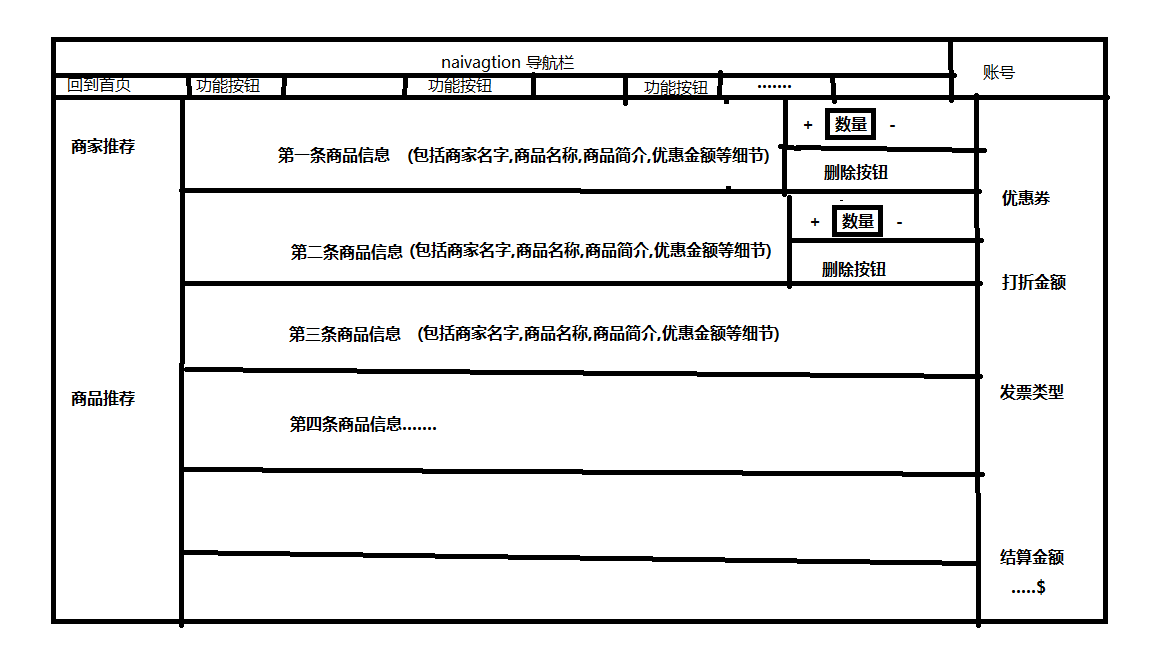 naivagtion 导航栏
账号
回到首页
功能按钮
功能按钮
功能按钮
.......
商家推荐
第一条商品信息 (包括商家名字,商品名称,商品简介,优惠金额等细节)
+ 数量 -
删除按钮
优惠券
第二条商品信息 (包括商家名字,商品名称,商品简介,优惠金额等细节)
+ 数量 -
删除按钮
打折金额
第三条商品信息 (包括商家名字,商品名称,商品简介,优惠金额等细节)
商品推荐
发票类型
第四条商品信息.......
结算金额
.....$